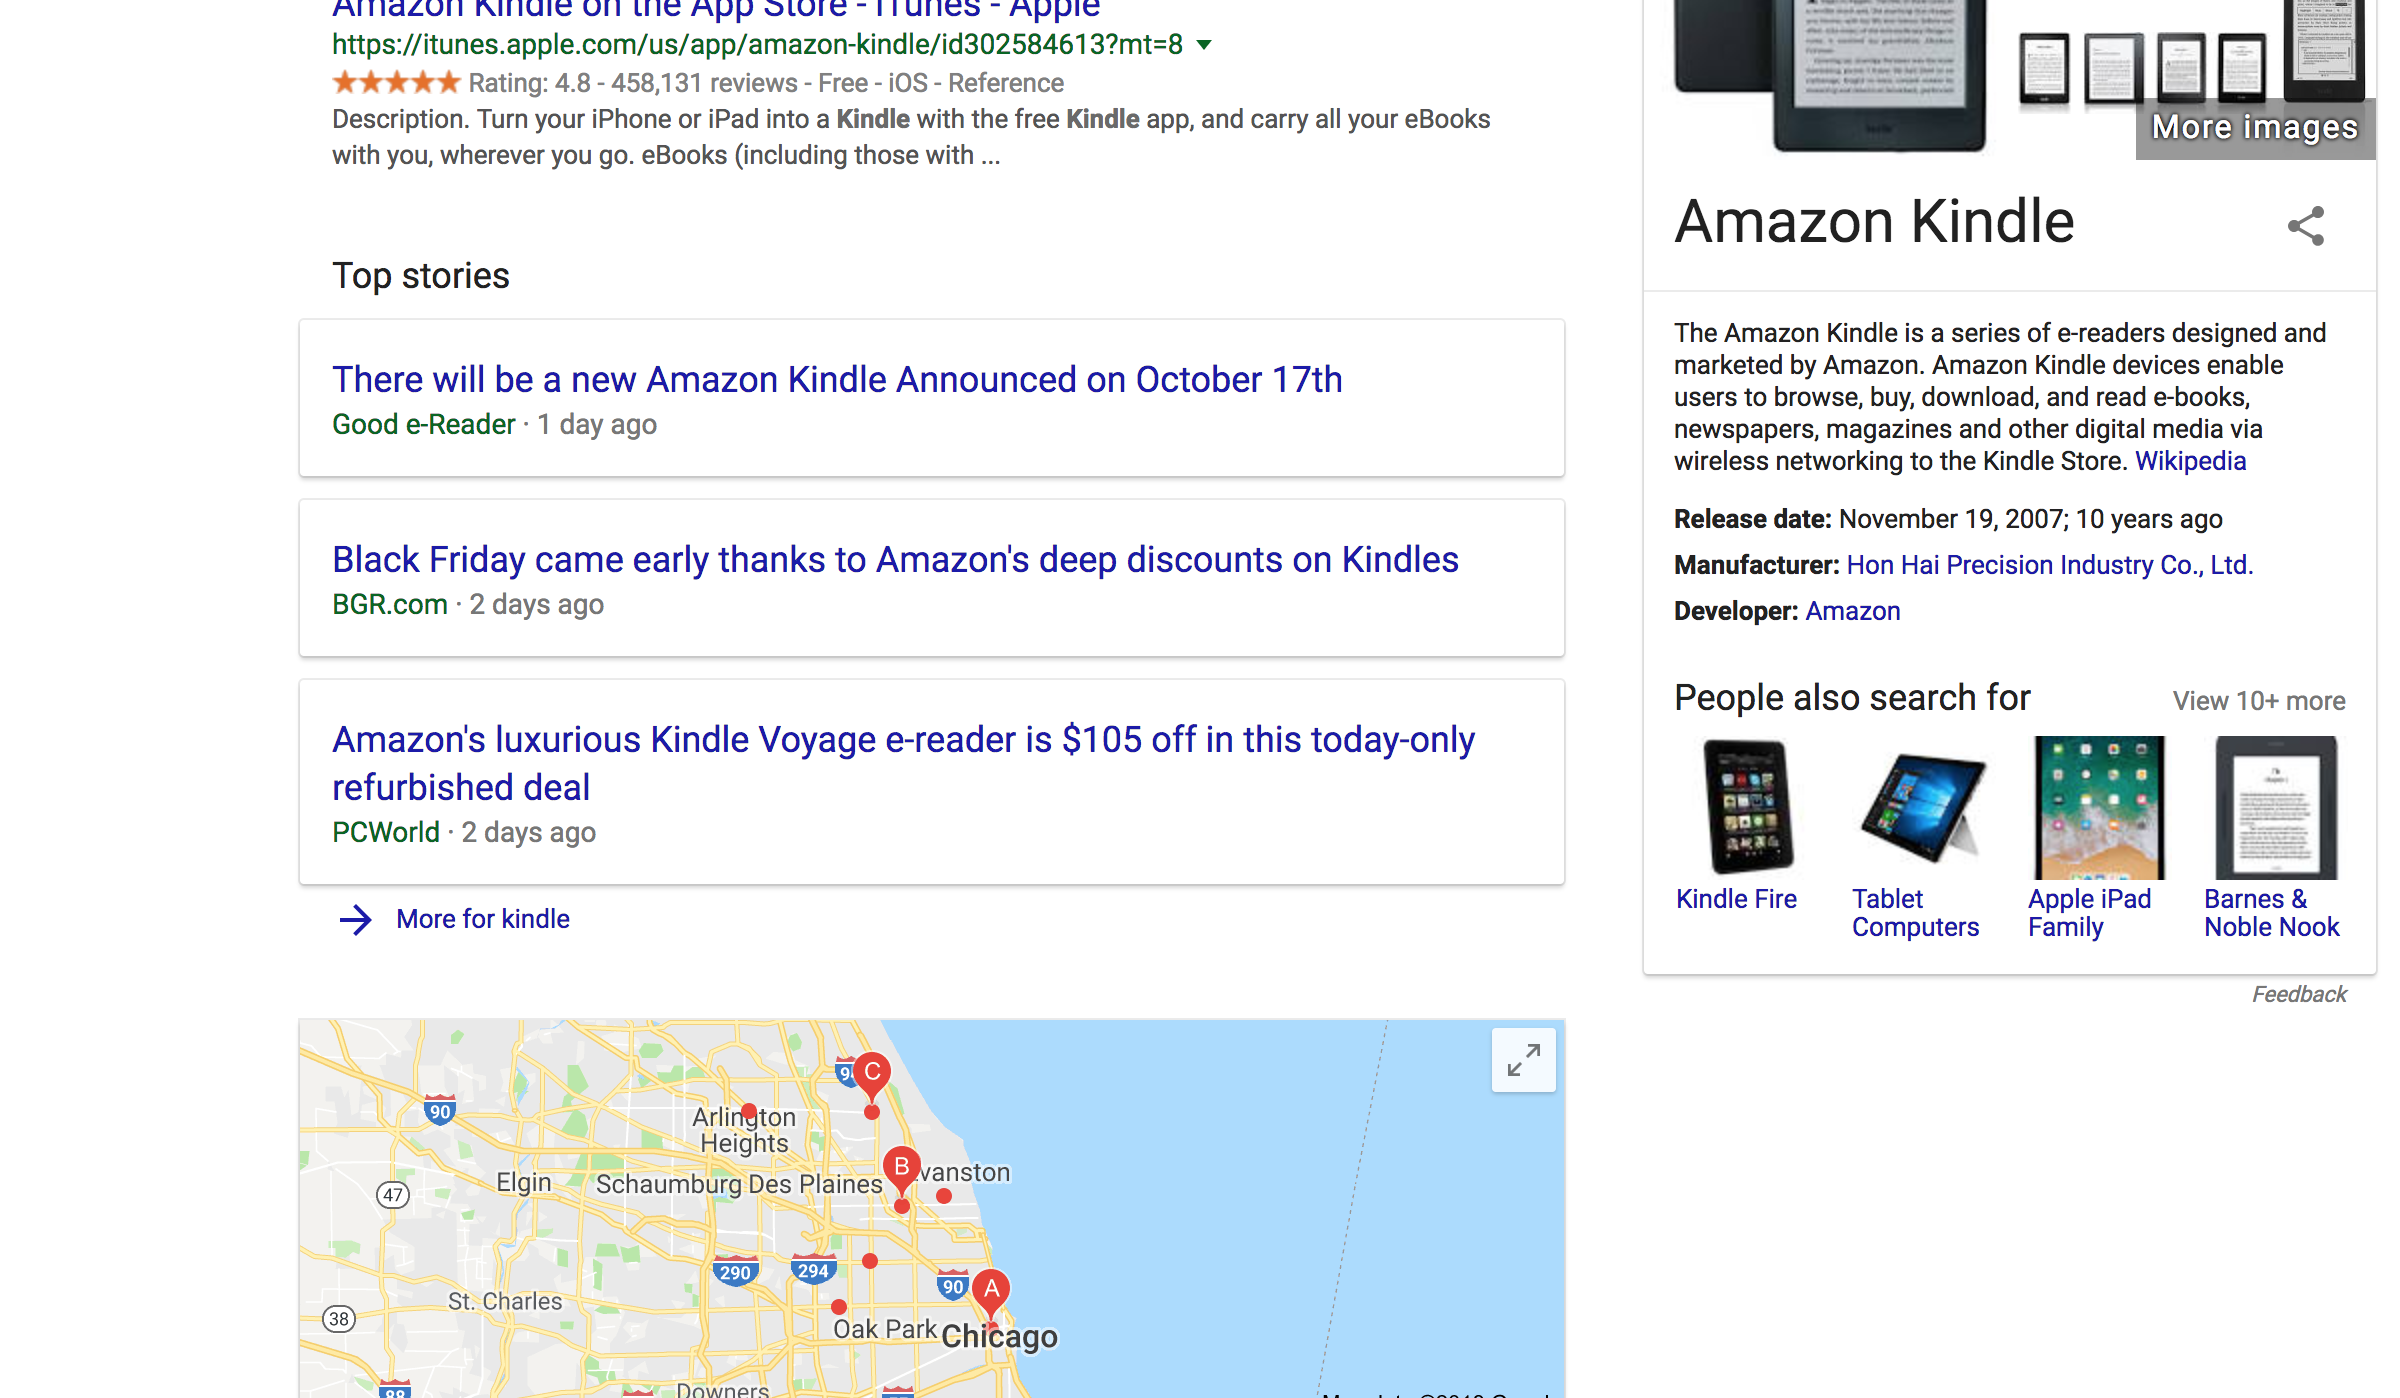 Amazon Kindle on the App Store - iTunes - Apple
https://itunes.apple.com/us/app/amazon-kindle/id302584613?mt=8
Rating: 4.8 - 458,131 reviews - Free - iOS - Reference
Description. Turn your iPhone or iPad into a Kindle with the free Kindle app, and carry all your eBooks
with you, wherever you go. eBooks (including those with ...
Top stories
There will be a new Amazon Kindle Announced on October 17th
Good e-Reader · 1 day ago
Black Friday came early thanks to Amazon's deep discounts on Kindles
BGR.com · 2 days ago
Amazon's luxurious Kindle Voyage e-reader is $105 off in this today-only
refurbished deal
PCWorld · 2 days ago
More for kindle
C
90
Arlington
Heights
B
vanston
Elgin
Schaumburg
Des Plaines
47
290
294
90
A
St. Charles
38
Oak Park
Chicago
88
Downers
More images
Amazon Kindle
The Amazon Kindle is a series of e-readers designed and
marketed by Amazon. Amazon Kindle devices enable
users to browse, buy, download, and read e-books,
newspapers, magazines and other digital media via
wireless networking to the Kindle Store. Wikipedia
Release date: November 19, 2007; 10 years ago
Manufacturer: Hon Hai Precision Industry Co., Ltd.
Developer: Amazon
People also search for
View 10+ more
Kindle Fire
Tablet
Computers
Apple iPad
Family
Barnes &
Noble Nook
Feedback